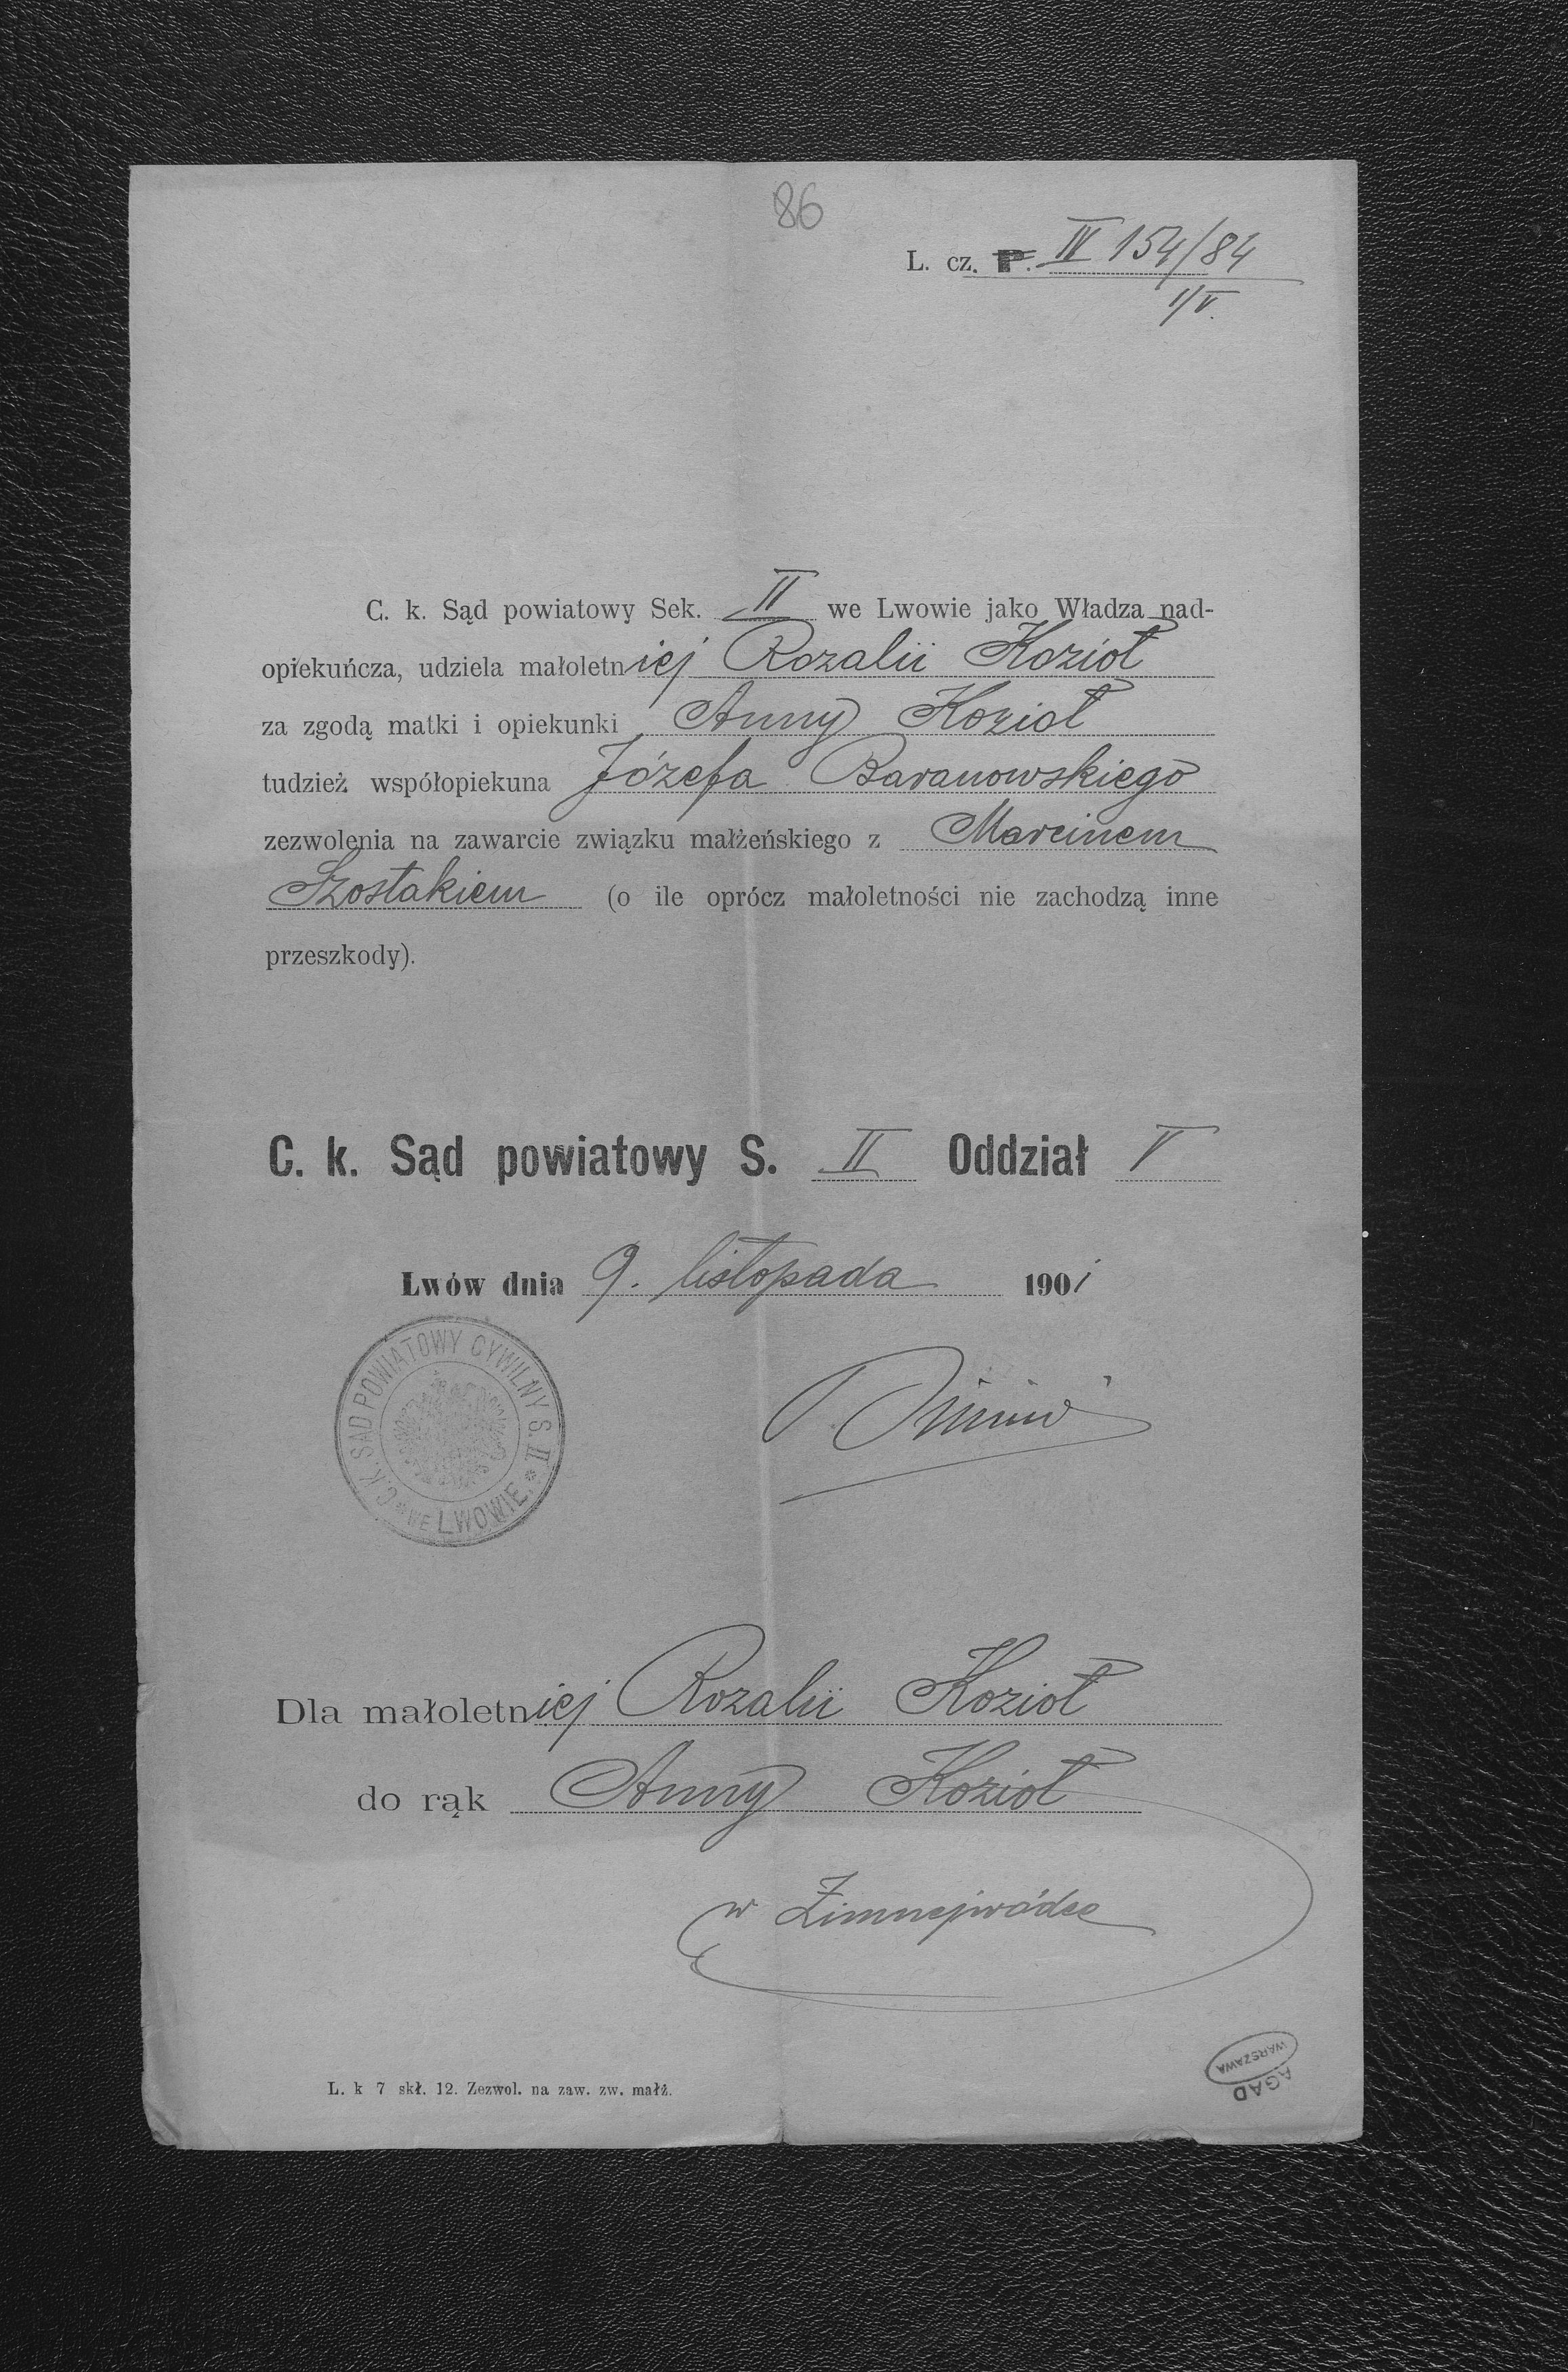 86
L. cz. P. IV 154/84
1/V.
C. k. Sąd powiatowy Sek. II we Lwowie jako Władza nad-
opiekuńcza, udziela małoletniej Rozalii Kozioł
za zgodą matki i opiekunki Anny Kozioł
tudzież współopiekuna Józefa Baranowskiego
zezwolenia na zawarcie związku małżeńskiego z Marcinem
Szostakiem (o ile oprócz małoletności nie zachodzą inne
przeszkody).
C. k. Sąd powiatowy S. II Oddział V
Lwów dnia 9. listopada 1901
C. K. SĄD POWIATOWY CYWILNY S. II * WE LWOWIE. *
Dla małoletniej Rozalii Kozioł
do rąk Anny Kozioł
w Zimnejwódce
L. k 7 skł. 12. Zezwol. na zaw. zw. małż.
AGAD
WARSZAWA